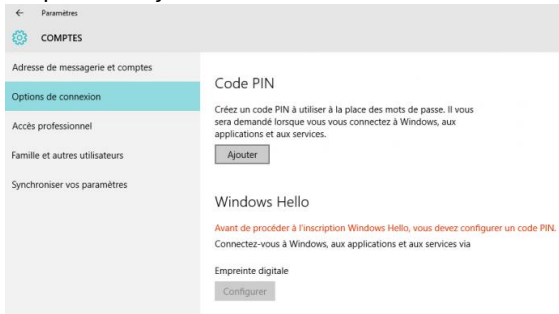 Paramètres
COMPTES
Adresse de messagerie et comptes
Options de connexion
Accès professionnel
Famille et autres utilisateurs
Synchroniser vos paramètres
Code PIN
Créez un code PIN à utiliser à la place des mots de passe. Il vous
sera demandé lorsque vous vous connectez à Windows, aux
applications et aux services.
Ajouter
Windows Hello
Avant de procéder à l'inscription Windows Hello, vous devez configurer un code PIN.
Connectez-vous à Windows, aux applications et aux services via
Empreinte digitale
Configurer